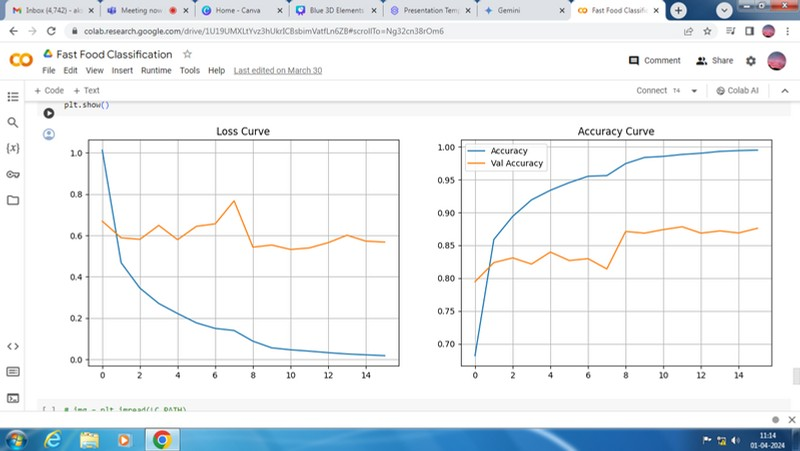 Inbox (4,742) - ak
Meeting now
Home - Canva
Blue 3D Element
Presentation Temp
Gemini
Fast Food Classifi
colab.research.google.com/drive/1U19UMXLtYvz3hUkrICBsbimVatfLn6ZB#scrollTo=Ng32cn38rOm6
Fast Food Classification
File Edit View Insert Runtime Tools Help Last edited on March 30
Comment Share
+ Code + Text
Connect T4 Colab AI
plt.show()
Loss Curve
1.0
0.8
0.6
0.4
0.2
0.0
0 2 4 6 8 10 12 14
Accuracy Curve
Accuracy
Val Accuracy
1.00
0.95
0.90
0.85
0.80
0.75
0.70
0 2 4 6 8 10 12 14
[ ] # img = plt.imread(LC_PATH)
11:14
01-04-2024